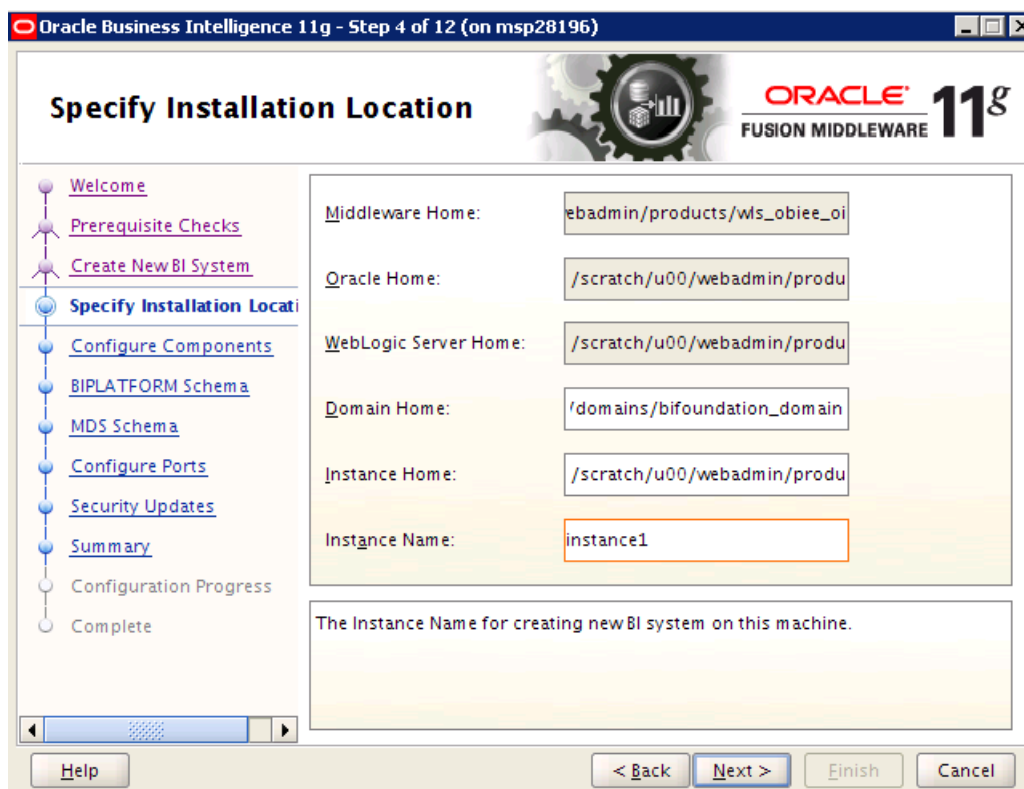 Oracle Business Intelligence 11g - Step 4 of 12 (on msp28196)
Specify Installation Location
ORACLE
FUSION MIDDLEWARE 11g
Welcome
Prerequisite Checks
Create New BI System
Specify Installation Locati
Configure Components
BIPLATFORM Schema
MDS Schema
Configure Ports
Security Updates
Summary
Configuration Progress
Complete
Middleware Home: ebadmin/products/wls_obiee_oi
Oracle Home: /scratch/u00/webadmin/produ
WebLogic Server Home: /scratch/u00/webadmin/produ
Domain Home: /domains/bifoundation_domain
Instance Home: /scratch/u00/webadmin/produ
Instance Name: instance1
The Instance Name for creating new BI system on this machine.
Help < Back Next > Finish Cancel